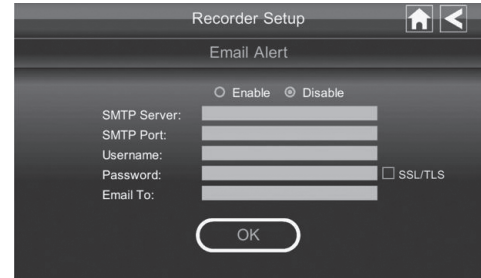 Recorder Setup
Email Alert
Enable Disable
SMTP Server:
SMTP Port:
Username:
Password: SSL/TLS
Email To:
OK